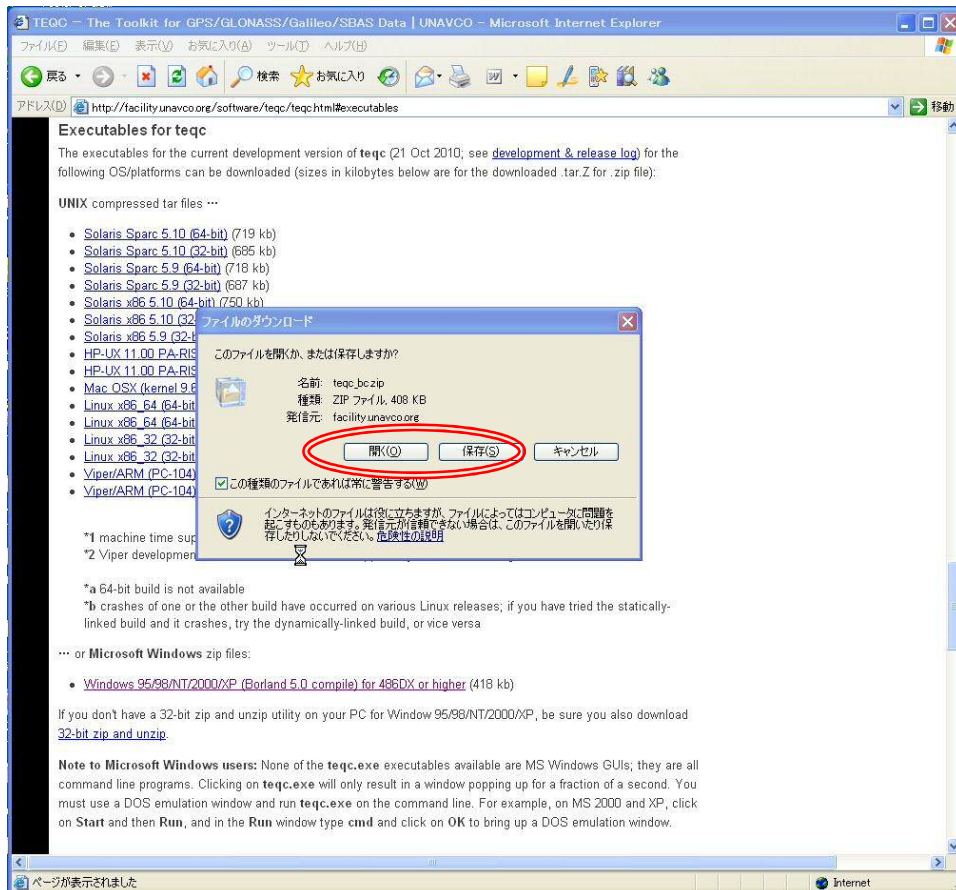 TEQC - The Toolkit for GPS/GLONASS/Galileo/SBAS Data | UNAVCO - Microsoft Internet Explorer
ファイル(F) 編集(E) 表示(V) お気に入り(A) ツール(T) ヘルプ(H)
戻る 検索 お気に入り
アドレス(D) http://facility.unavco.org/software/teqc/teqc.html#executables 移動
Executables for teqc
The executables for the current development version of teqc (21 Oct 2010; see development & release log) for the
following OS/platforms can be downloaded (sizes in kilobytes below are for the downloaded .tar.Z for .zip file):
UNIX compressed tar files ...
Solaris Sparc 5.10 (64-bit) (719 kb)
Solaris Sparc 5.10 (32-bit) (685 kb)
Solaris Sparc 5.9 (64-bit) (718 kb)
Solaris Sparc 5.9 (32-bit) (687 kb)
Solaris x86 5.10 (64-bit) (750 kb)
Solaris x86 5.10 (32
Solaris x86 5.9 (32-b
HP-UX 11.00 PA-RIS
HP-UX 11.00 PA-RIS
Mac OSX (kernel 9.6
Linux x86_64 (64-bit
Linux x86_64 (64-bit
Linux x86_32 (32-bit
Linux x86_32 (32-bit
Viper/ARM (PC-104)
Viper/ARM (PC-104)
ファイルのダウンロード
このファイルを開くか、または保存しますか?
名前: teqc_bc.zip
種類: ZIP ファイル, 408 KB
発信元: facility.unavco.org
開く(O) 保存(S) キャンセル
この種類のファイルであれば常に警告する(W)
インターネットのファイルは役に立ちますが、ファイルによってはコンピュータに問題を
起こすものもあります。発信元が信頼できない場合は、このファイルを開いたり保
存したりしないでください。危険性の説明
*1 machine time sup
*2 Viper developmen
*a 64-bit build is not available
*b crashes of one or the other build have occurred on various Linux releases; if you have tried the statically-
linked build and it crashes, try the dynamically-linked build, or vice versa
... or Microsoft Windows zip files:
Windows 95/98/NT/2000/XP (Borland 5.0 compile) for 486DX or higher (418 kb)
If you don't have a 32-bit zip and unzip utility on your PC for Window 95/98/NT/2000/XP, be sure you also download
32-bit zip and unzip.
Note to Microsoft Windows users: None of the teqc.exe executables available are MS Windows GUIs; they are all
command line programs. Clicking on teqc.exe will only result in a window popping up for a fraction of a second. You
must use a DOS emulation window and run teqc.exe on the command line. For example, on MS 2000 and XP, click
on Start and then Run, and in the Run window type cmd and click on OK to bring up a DOS emulation window.
ページが表示されました Internet